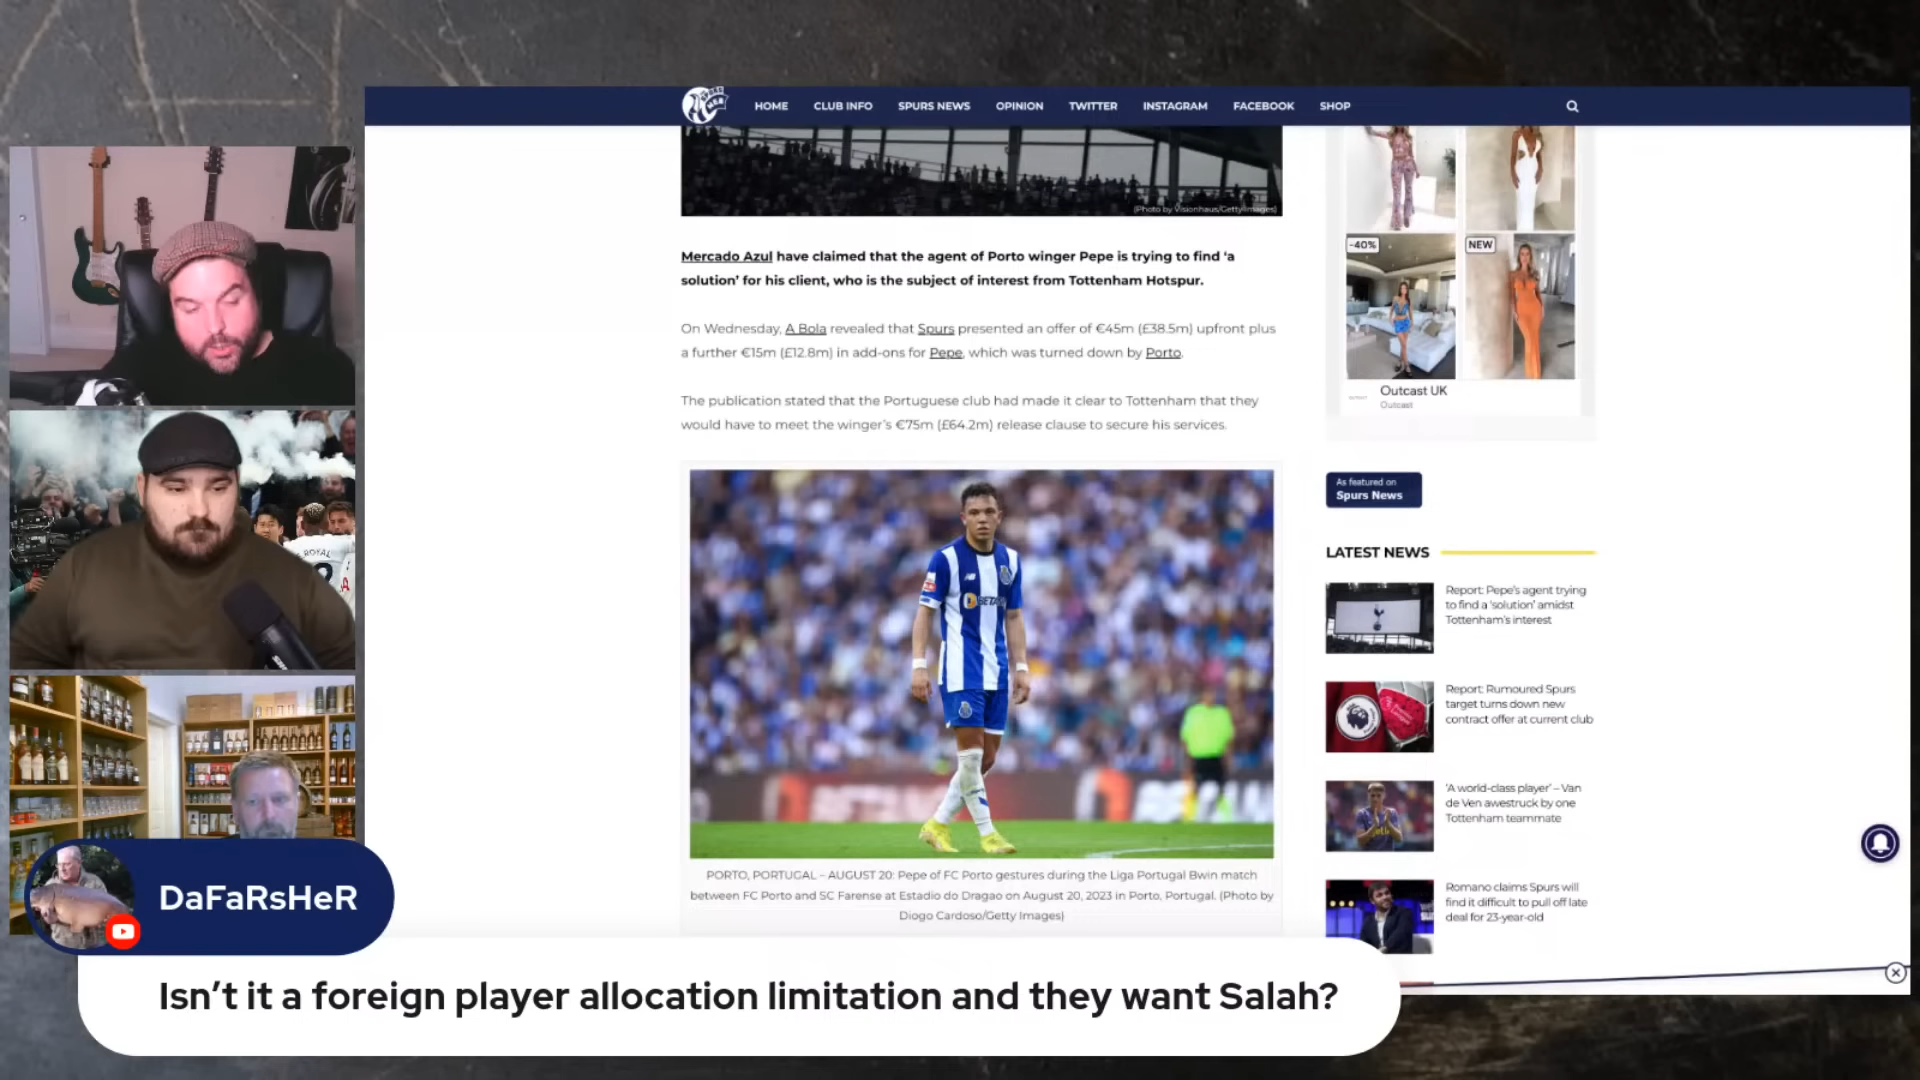 HOME CLUB INFO SPURS NEWS OPINION TWITTER INSTAGRAM FACEBOOK SHOP
(Photo by Visionhaus/Getty Images)
Mercado Azul have claimed that the agent of Porto winger Pepe is trying to find ‘a
solution’ for his client, who is the subject of interest from Tottenham Hotspur.
On Wednesday, A Bola revealed that Spurs presented an offer of €45m (£38.5m) upfront plus
a further €15m (£12.8m) in add-ons for Pepe, which was turned down by Porto.
The publication stated that the Portuguese club had made it clear to Tottenham that they
would have to meet the winger’s €75m (£64.2m) release clause to secure his services.
PORTO, PORTUGAL – AUGUST 20: Pepe of FC Porto gestures during the Liga Portugal Bwin match
between FC Porto and SC Farense at Estadio do Dragao on August 20, 2023 in Porto, Portugal. (Photo by
Diogo Cardoso/Getty Images)
-40%
NEW
Outcast UK
Outcast
As featured on
Spurs News
LATEST NEWS
Report: Pepe’s agent trying
to find a ‘solution’ amidst
Tottenham’s interest
Report: Rumoured Spurs
target turns down new
contract offer at current club
‘A world-class player’ – Van
de Ven awestruck by one
Tottenham teammate
Romano claims Spurs will
find it difficult to pull off late
deal for 23-year-old
ROYAL
DaFaRsHeR
Isn’t it a foreign player allocation limitation and they want Salah?